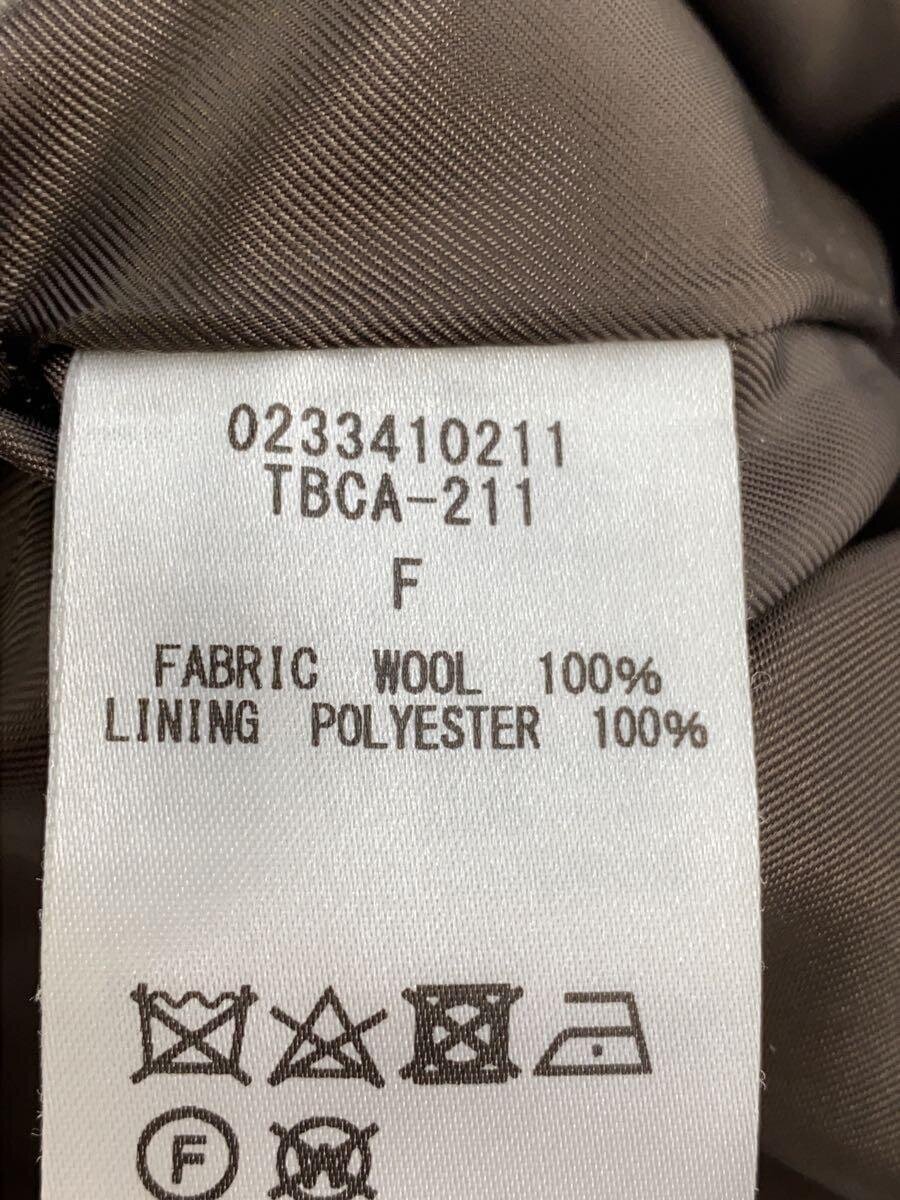 0233410211
TBCA-211
F
FABRIC WOOL 100%
LINING POLYESTER 100%
F
W